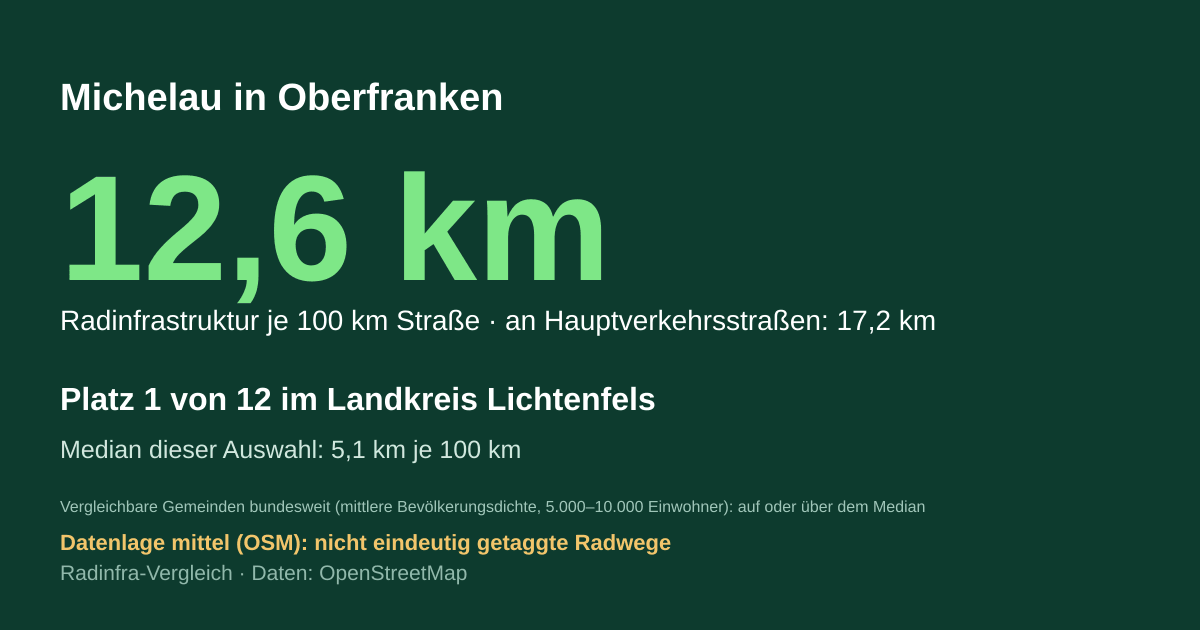 Michelau in Oberfranken
12,6 km
Radinfrastruktur je 100 km Straße · an Hauptverkehrsstraßen: 17,2 km
Platz 1 von 12 im Landkreis Lichtenfels
Median dieser Auswahl: 5,1 km je 100 km
Vergleichbare Gemeinden bundesweit (mittlere Bevölkerungsdichte, 5.000–10.000 Einwohner): auf oder über dem Median
Datenlage mittel (OSM): nicht eindeutig getaggte Radwege
Radinfra-Vergleich · Daten: OpenStreetMap